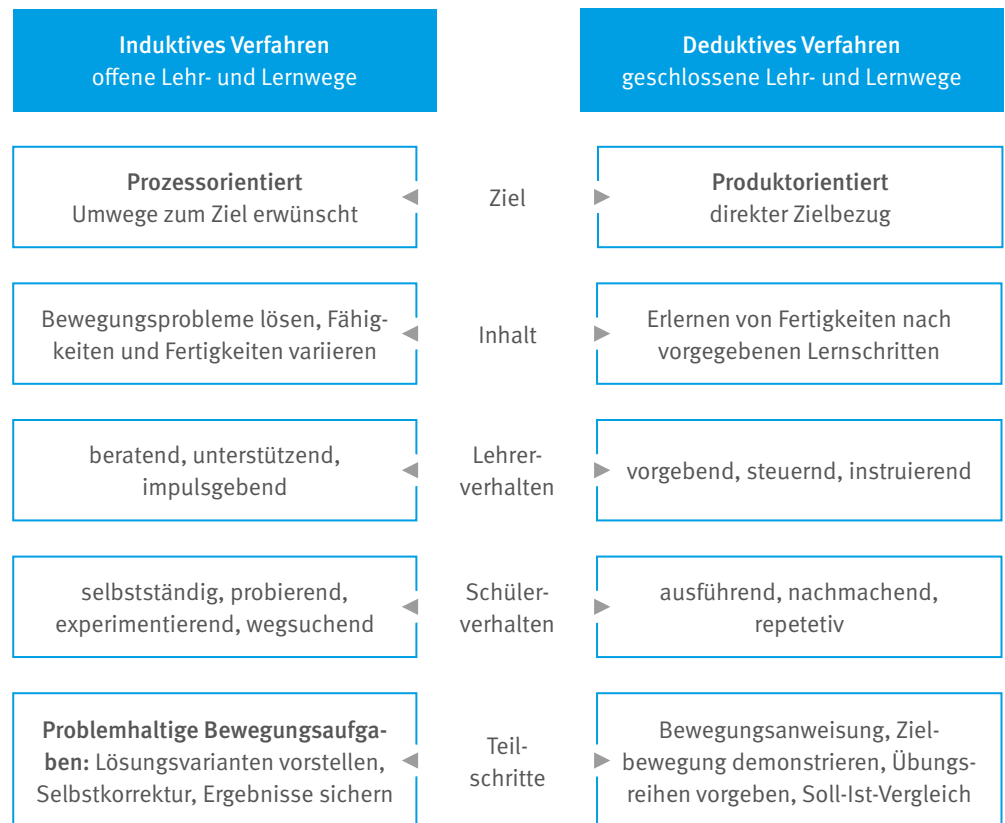 Induktives Verfahren
offene Lehr- und Lernwege
Deduktives Verfahren
geschlossene Lehr- und Lernwege
Prozessorientiert
Umwege zum Ziel erwünscht
Ziel
Produktorientiert
direkter Zielbezug
Bewegungsprobleme lösen, Fähig-
keiten und Fertigkeiten variieren
Inhalt
Erlernen von Fertigkeiten nach
vorgegebenen Lernschritten
beratend, unterstützend,
impulsgebend
Lehrer-
verhalten
vorgebend, steuernd, instruierend
selbstständig, probierend,
experimentierend, wegsuchend
Schüler-
verhalten
ausführend, nachmachend,
repetetiv
Problemhaltige Bewegungsaufga-
ben: Lösungsvarianten vorstellen,
Selbstkorrektur, Ergebnisse sichern
Teil-
schritte
Bewegungsanweisung, Ziel-
bewegung demonstrieren, Übungs-
reihen vorgeben, Soll-Ist-Vergleich